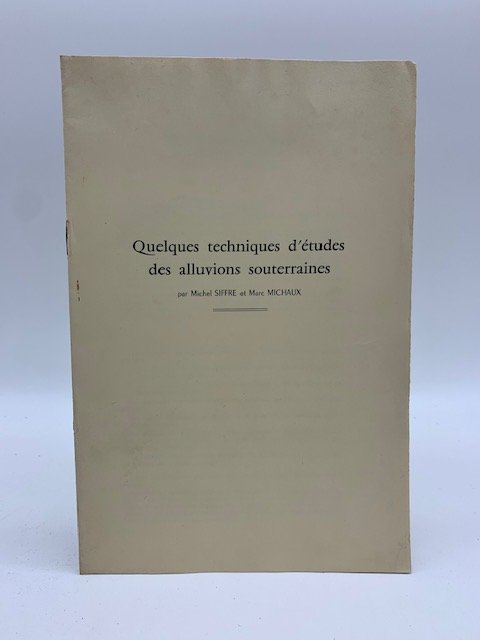 Quelques techniques d'études
des alluvions souterraines
par Michel SIFFRE et Marc MICHAUX